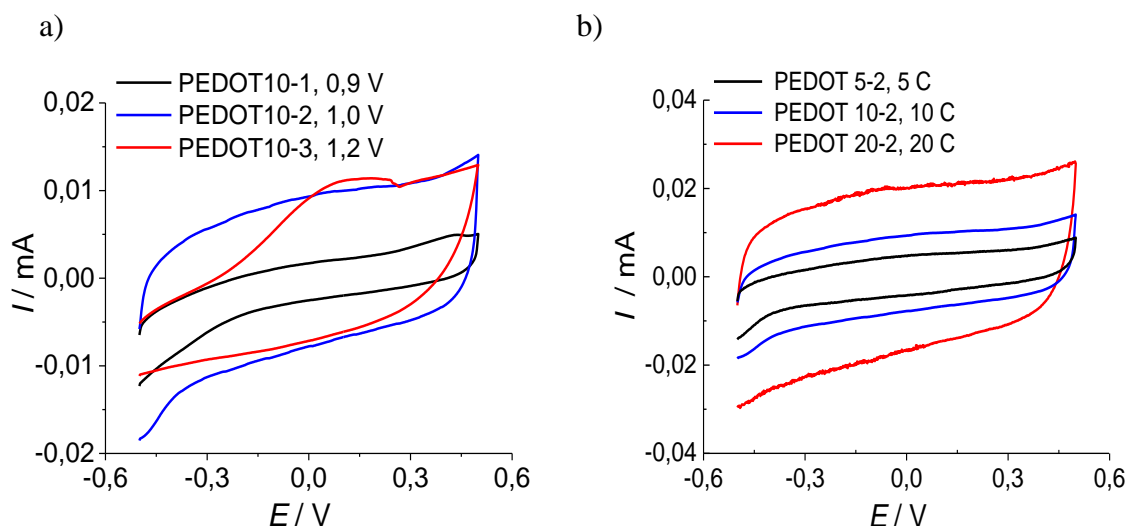 a)
PEDOT10-1, 0,9 V
PEDOT10-2, 1,0 V
PEDOT10-3, 1,2 V
0,02
0,01
0,00
-0,01
-0,02
I / mA
-0,6 -0,3 0,0 0,3 0,6
E / V
b)
PEDOT 5-2, 5 C
PEDOT 10-2, 10 C
PEDOT 20-2, 20 C
0,04
0,02
0,00
-0,02
-0,04
I / mA
-0,6 -0,3 0,0 0,3 0,6
E / V